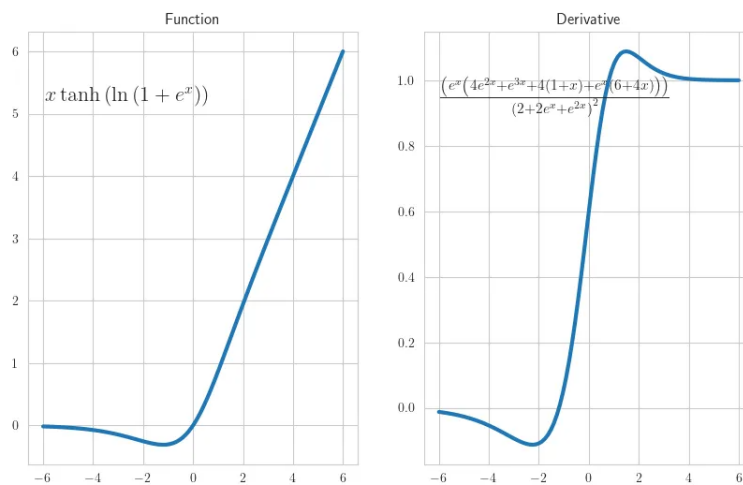 Function
x tanh (ln (1 + e^x))
6
5
4
3
2
1
0
−6 −4 −2 0 2 4 6
Derivative
(e^x(4e^{2x}+e^{3x}+4(1+x)+e^x(6+4x)))
(2+2e^x+e^{2x})^2
1.0
0.8
0.6
0.4
0.2
0.0
−6 −4 −2 0 2 4 6